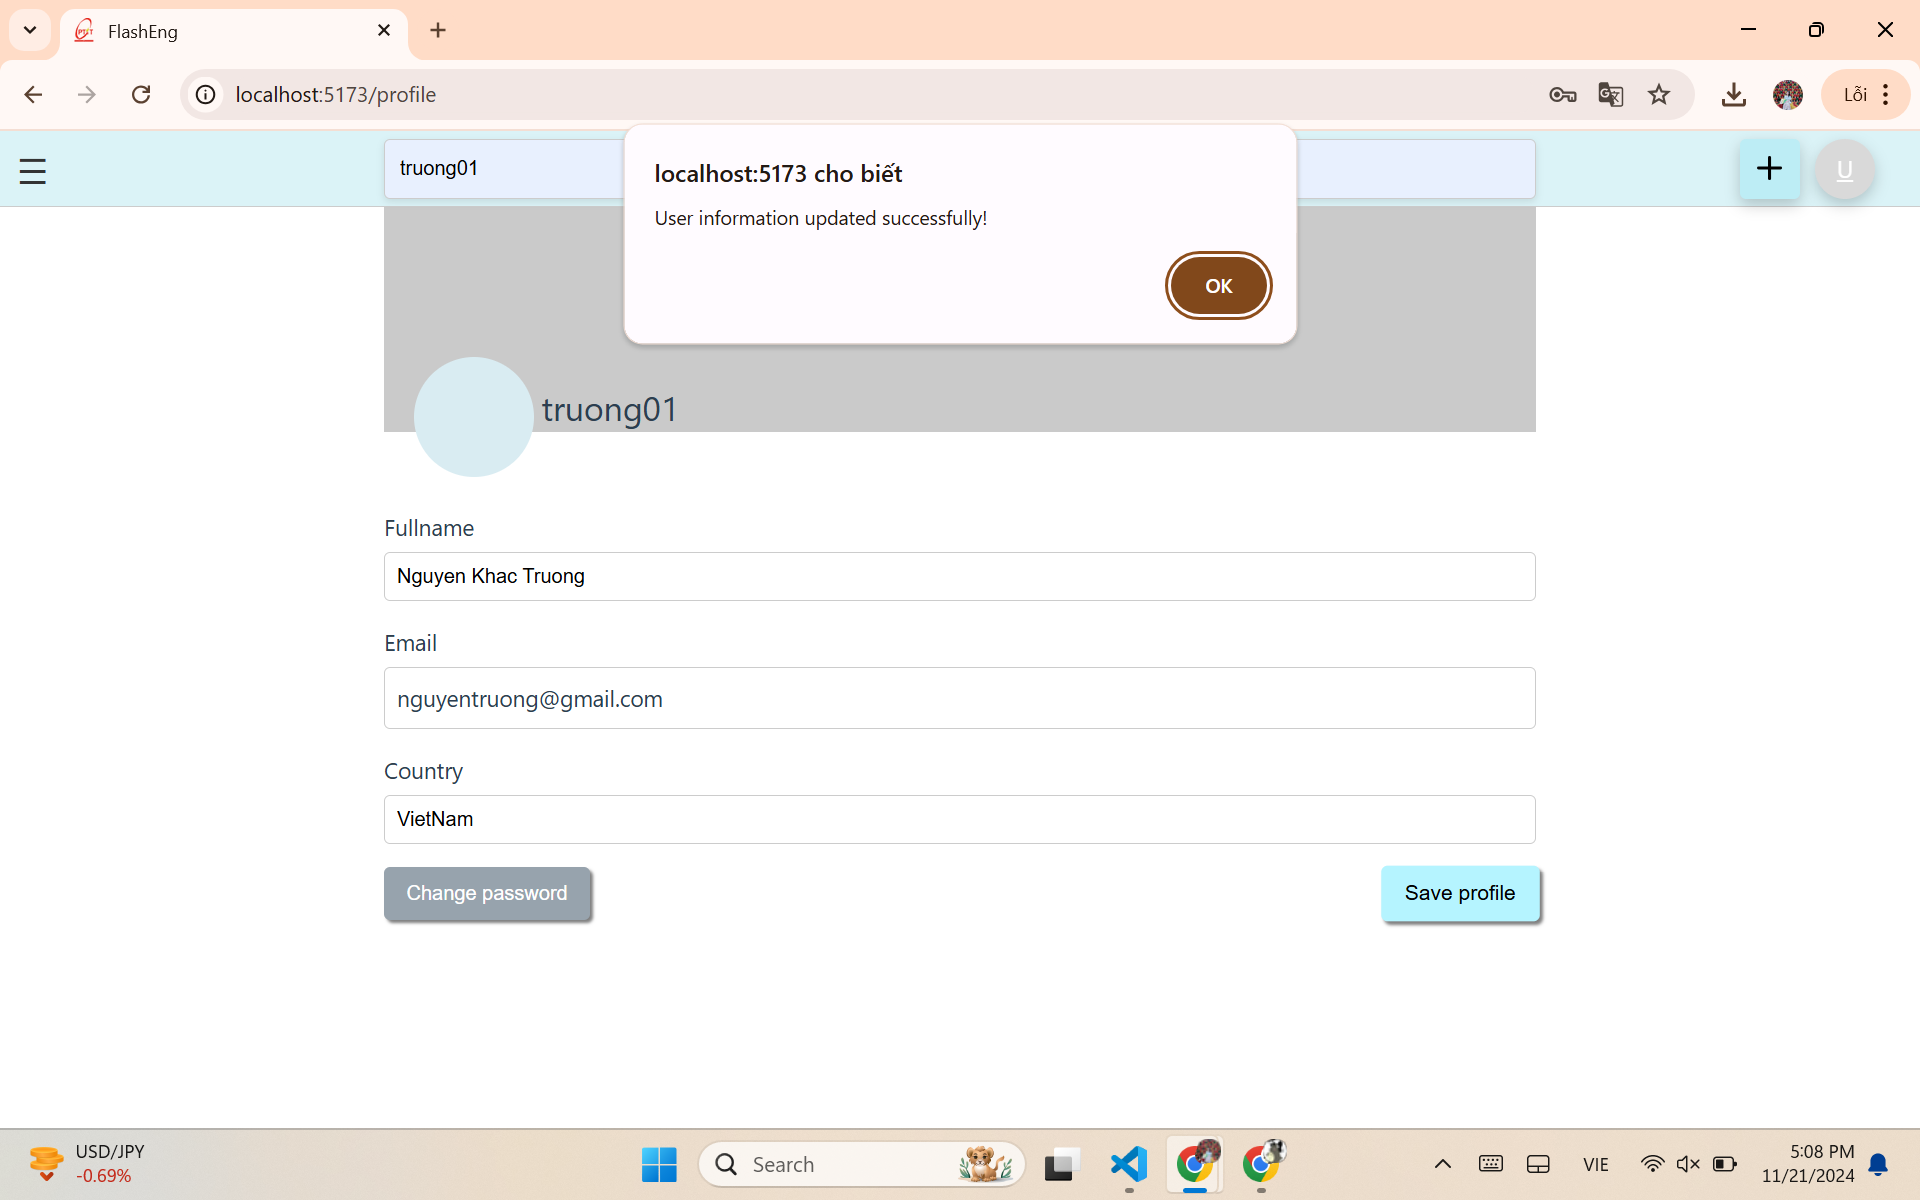 FlashEng
localhost:5173/profile
Lỗi
truong01
U
localhost:5173 cho biết
User information updated successfully!
OK
truong01
Fullname
Nguyen Khac Truong
Email
nguyentruong@gmail.com
Country
VietNam
Change password
Save profile
USD/JPY
-0.69%
Search
VIE
5:08 PM
11/21/2024